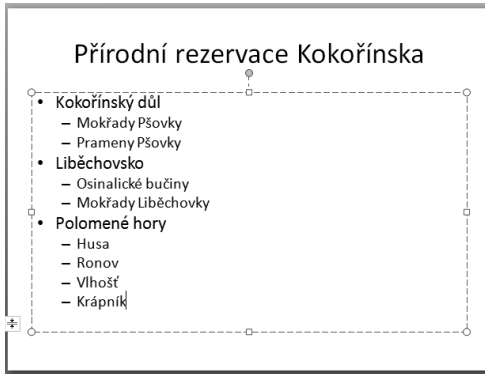 Přírodní rezervace Kokořínska
• Kokořínský důl
– Mokřady Pšovky
– Prameny Pšovky
• Liběchovsko
– Osinalické bučiny
– Mokřady Liběchovky
• Polomené hory
– Husa
– Ronov
– Vlhošť
– Krápník